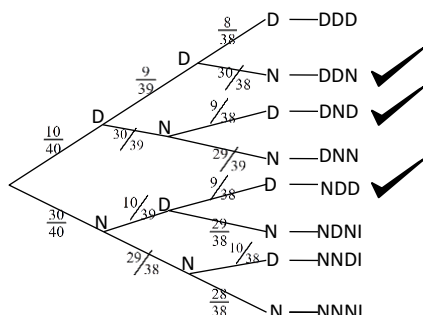 8/38 D DDD
D
9/39 30/38 N DDN
D 9/38 D DND
10/40 30/39 N
29/39 N DNN
9/38 D NDD
30/40 10/39 D
N 29/38 N NDNI
29/38 N 10/38 D NNDI
28/38 N NNNI